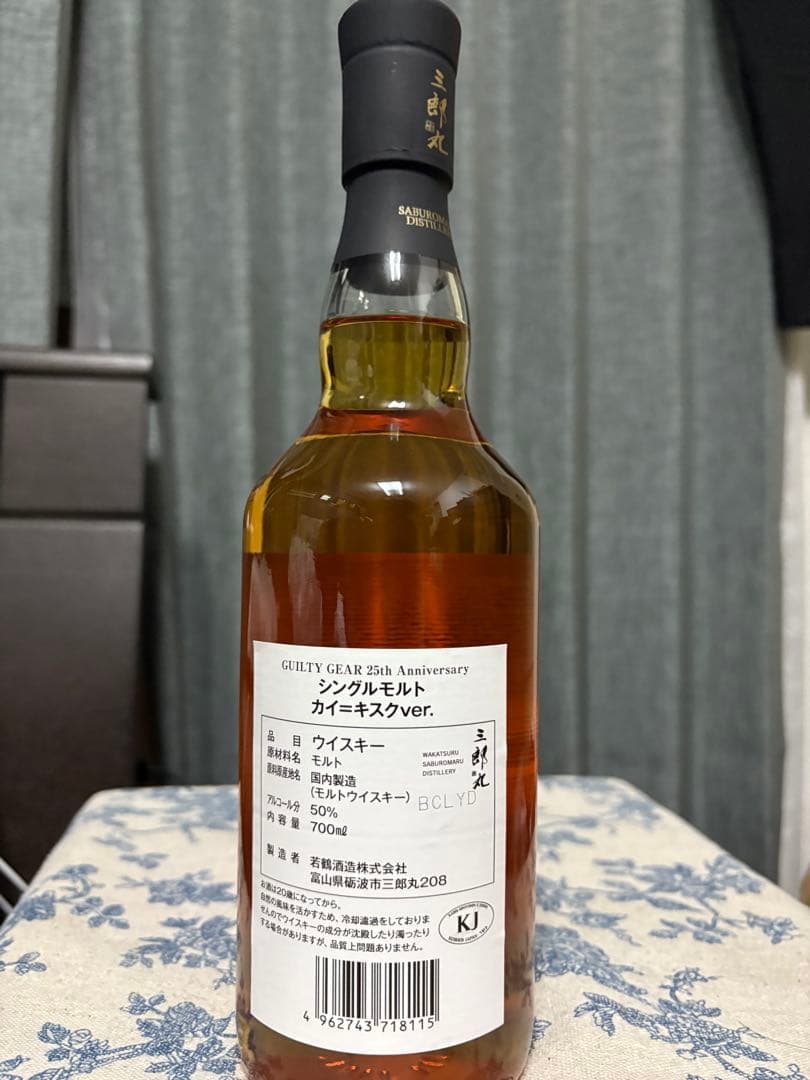 三郎丸
SABUROMA
DISTILLE
GUILTY GEAR 25th Anniversary
シングルモルト
カイ=キスクver.
品目 ウイスキー
原材料名 モルト
原料原産地名 国内製造
(モルトウイスキー)
アルコール分 50%
内容量 700㎖
WAKATSURU
SABUROMARU
DISTILLERY
三郎丸
BCLYD
製造者 若鶴酒造株式会社
富山県砺波市三郎丸208
お酒は20歳になってから。
自然の風味を活かすため、冷却濾過をしておりま
せんのでウイスキーの成分が沈殿したり濁ったり
する場合がありますが、品質上問題ありません。
KJ
4 962743 718115